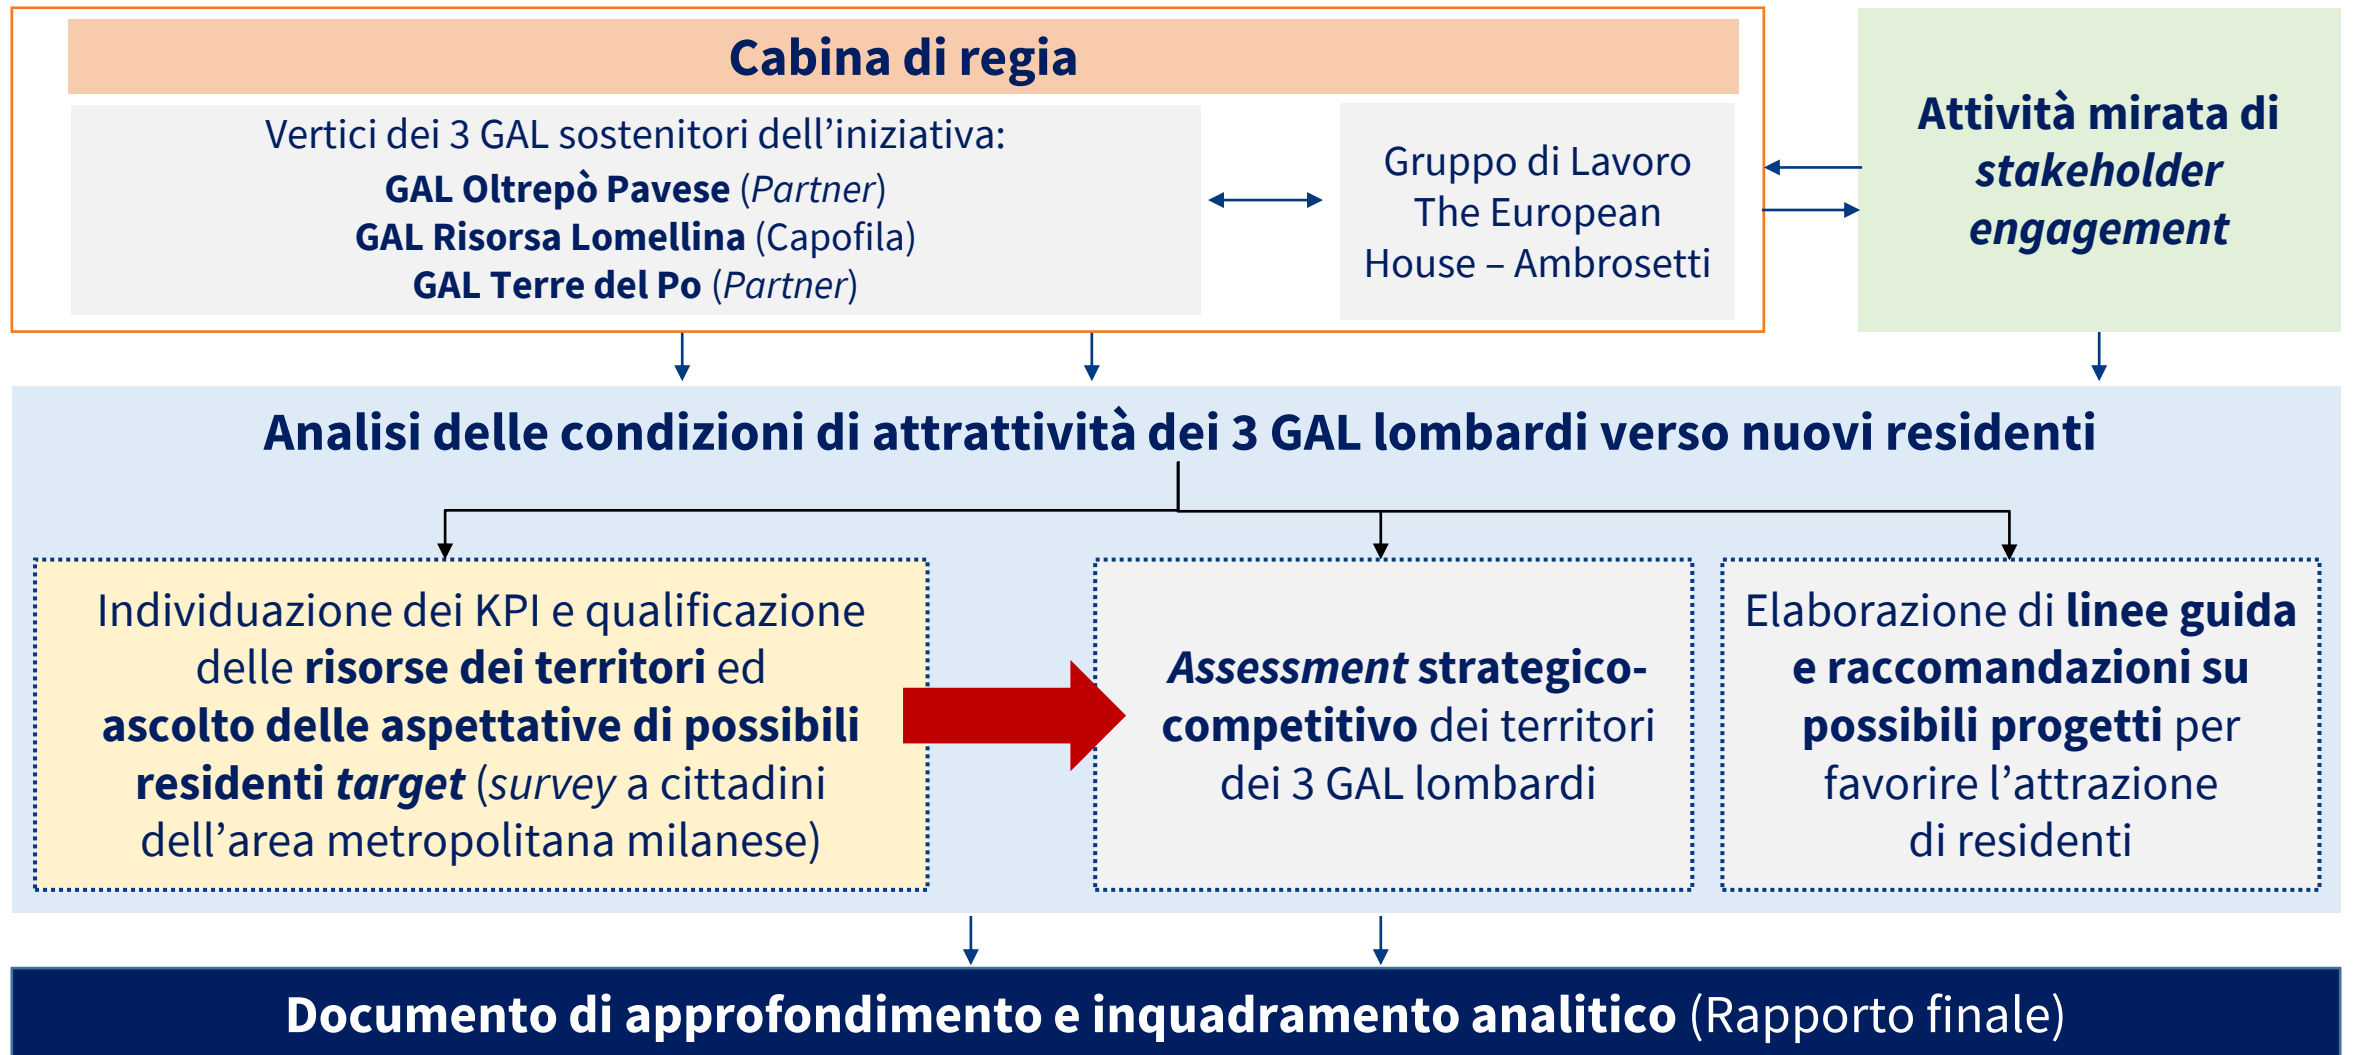 Cabina di regia
Vertici dei 3 GAL sostenitori dell’iniziativa:
GAL Oltrepò Pavese (Partner)
GAL Risorsa Lomellina (Capofila)
GAL Terre del Po (Partner)
Gruppo di Lavoro
The European
House – Ambrosetti
Attività mirata di
stakeholder
engagement
Analisi delle condizioni di attrattività dei 3 GAL lombardi verso nuovi residenti
Individuazione dei KPI e qualificazione
delle risorse dei territori ed
ascolto delle aspettative di possibili
residenti target (survey a cittadini
dell’area metropolitana milanese)
Assessment strategico-
competitivo dei territori
dei 3 GAL lombardi
Elaborazione di linee guida
e raccomandazioni su
possibili progetti per
favorire l’attrazione
di residenti
Documento di approfondimento e inquadramento analitico (Rapporto finale)